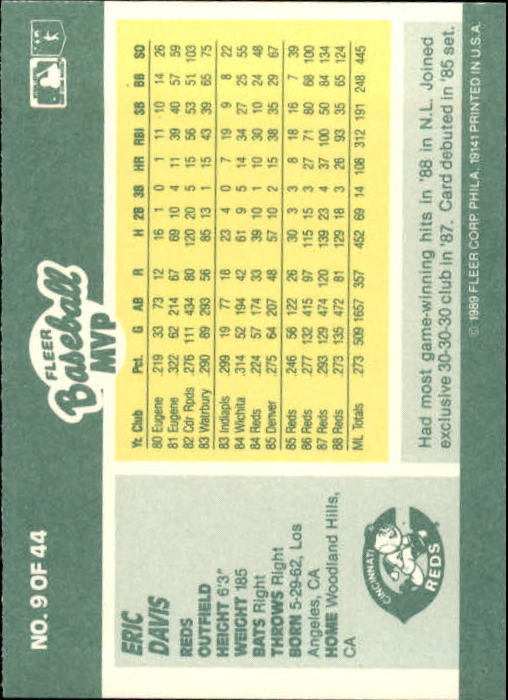 NO. 9 OF 44
FLEER
Baseball
MVP
ERIC
DAVIS
REDS
OUTFIELD
HEIGHT 6'3"
WEIGHT 185
BATS Right
THROWS Right
BORN 5-29-62, Los
Angeles, CA
HOME Woodland Hills,
CA
CINCINNATI
REDS
Yr. Club Pct. G AB R H 2B 3B HR RBI SB BB SO
80 Eugene .219 33 73 12 16 1 0 1 11 10 14 26
81 Eugene .322 62 214 67 69 10 4 11 39 40 57 59
82 Cdr Rpds .276 111 434 80 120 20 5 15 56 53 51 103
83 Watrbury .290 89 293 56 85 13 1 15 43 39 65 75
83 Indiapls .299 19 77 18 23 4 0 7 19 9 8 22
84 Wichita .314 52 194 42 61 9 5 14 34 27 25 55
84 Reds .224 57 174 33 39 10 1 10 30 10 24 48
85 Denver .275 64 207 48 57 10 2 15 38 35 29 67
85 Reds .246 56 122 26 30 3 3 8 18 16 7 39
86 Reds .277 132 415 97 115 15 3 27 71 80 68 100
87 Reds .293 129 474 120 139 23 4 37 100 50 84 134
88 Reds .273 135 472 81 129 18 3 26 93 35 65 124
ML Totals .273 509 1657 357 452 69 14 108 312 191 248 445
Had most game-winning hits in '88 in N.L. Joined
exclusive 30-30-30 club in '87. Card debuted in '85 set.
© 1989 FLEER CORP. PHILA., 19141 PRINTED IN U.S.A.